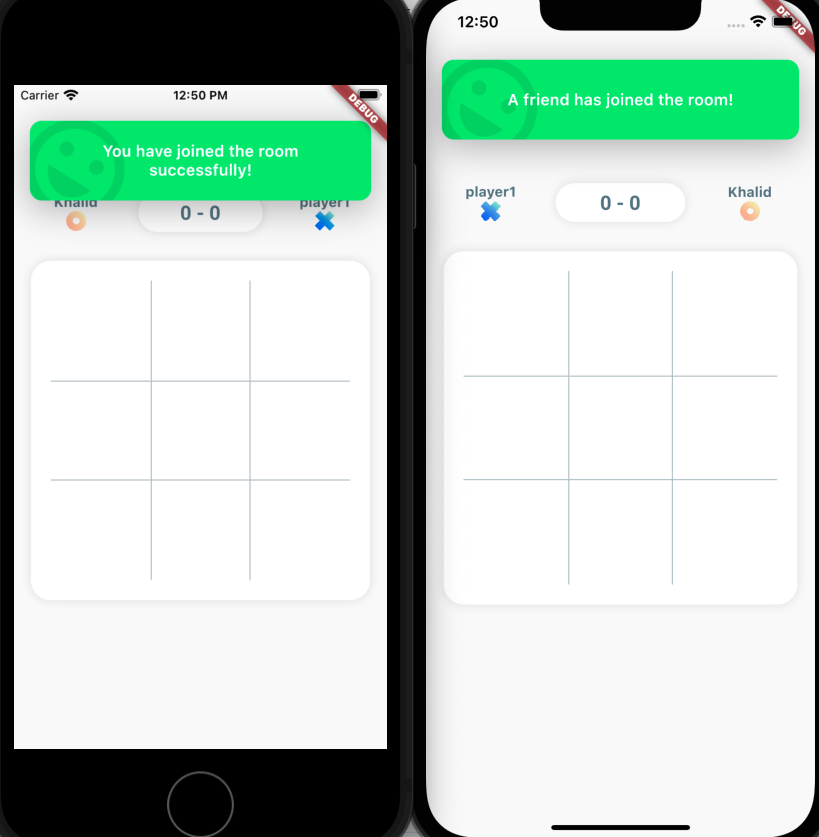 Carrier 12:50 PM
DEBUG
You have joined the room
successfully!
Khalid 0 - 0 player1
12:50
DEBUG
A friend has joined the room!
player1 0 - 0 Khalid